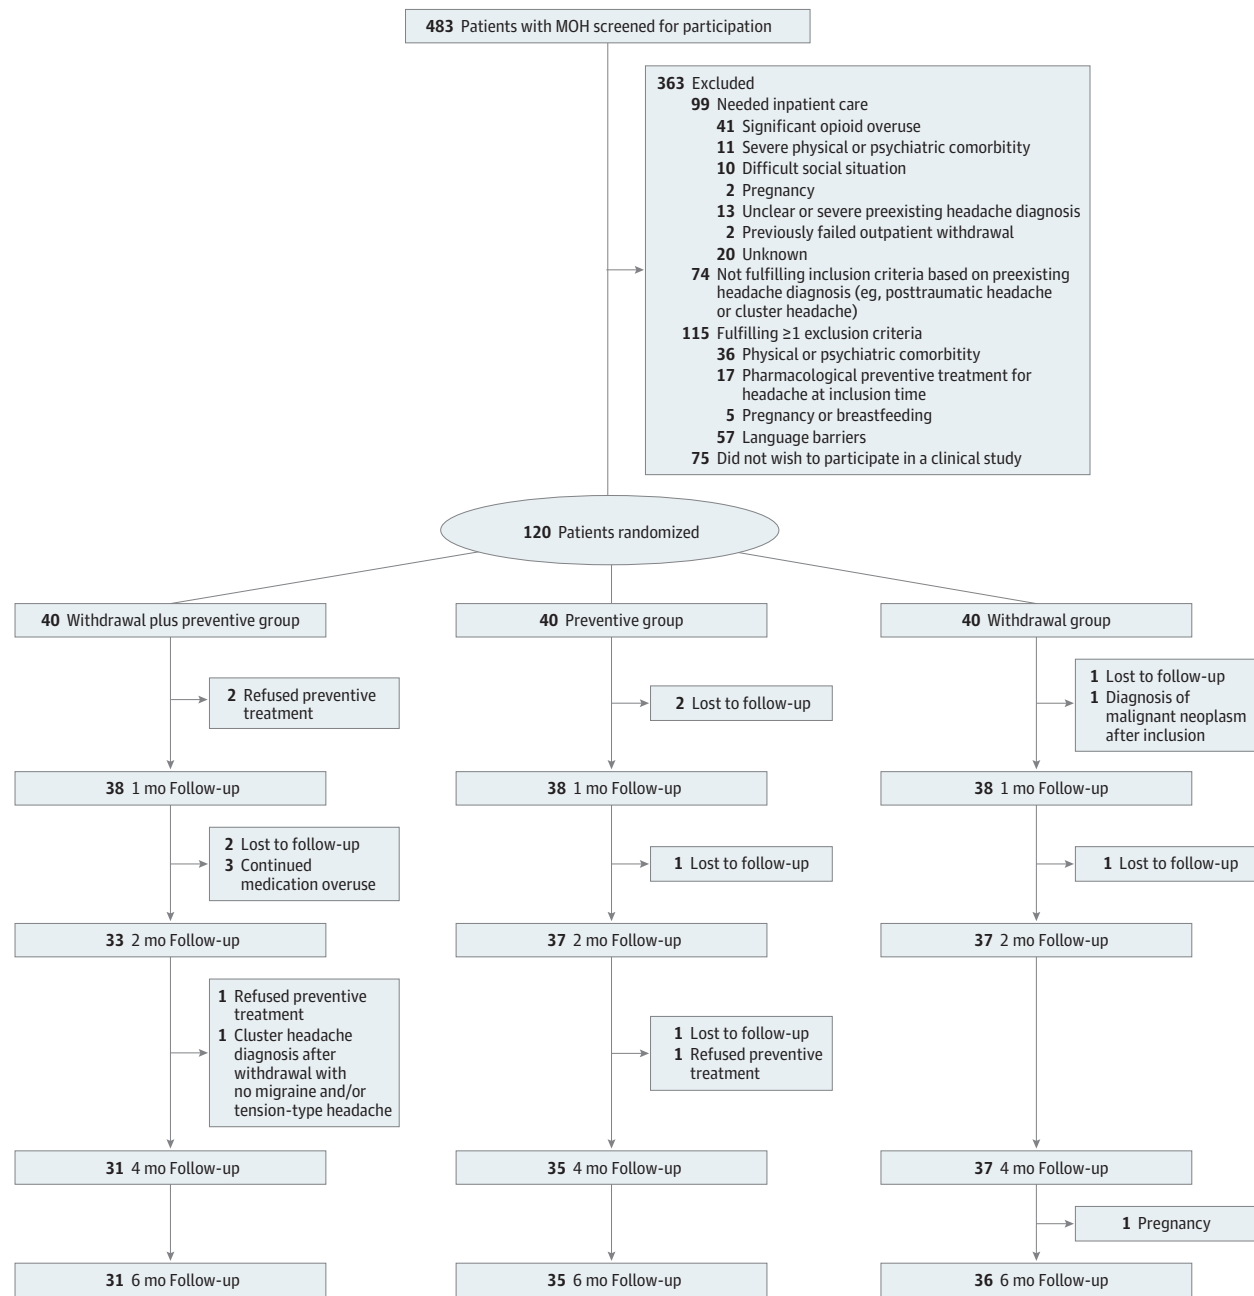 483 Patients with MOH screened for participation
363 Excluded
99 Needed inpatient care
41 Significant opioid overuse
11 Severe physical or psychiatric comorbitity
10 Difficult social situation
2 Pregnancy
13 Unclear or severe preexisting headache diagnosis
2 Previously failed outpatient withdrawal
20 Unknown
74 Not fulfilling inclusion criteria based on preexisting
headache diagnosis (eg, posttraumatic headache
or cluster headache)
115 Fulfilling ≥1 exclusion criteria
36 Physical or psychiatric comorbitity
17 Pharmacological preventive treatment for
headache at inclusion time
5 Pregnancy or breastfeeding
57 Language barriers
75 Did not wish to participate in a clinical study
120 Patients randomized
40 Withdrawal plus preventive group
40 Preventive group
40 Withdrawal group
2 Refused preventive
treatment
2 Lost to follow-up
1 Lost to follow-up
1 Diagnosis of
malignant neoplasm
after inclusion
38 1 mo Follow-up
38 1 mo Follow-up
38 1 mo Follow-up
2 Lost to follow-up
3 Continued
medication overuse
1 Lost to follow-up
1 Lost to follow-up
33 2 mo Follow-up
37 2 mo Follow-up
37 2 mo Follow-up
1 Refused preventive
treatment
1 Cluster headache
diagnosis after
withdrawal with
no migraine and/or
tension-type headache
1 Lost to follow-up
1 Refused preventive
treatment
31 4 mo Follow-up
35 4 mo Follow-up
37 4 mo Follow-up
1 Pregnancy
31 6 mo Follow-up
35 6 mo Follow-up
36 6 mo Follow-up